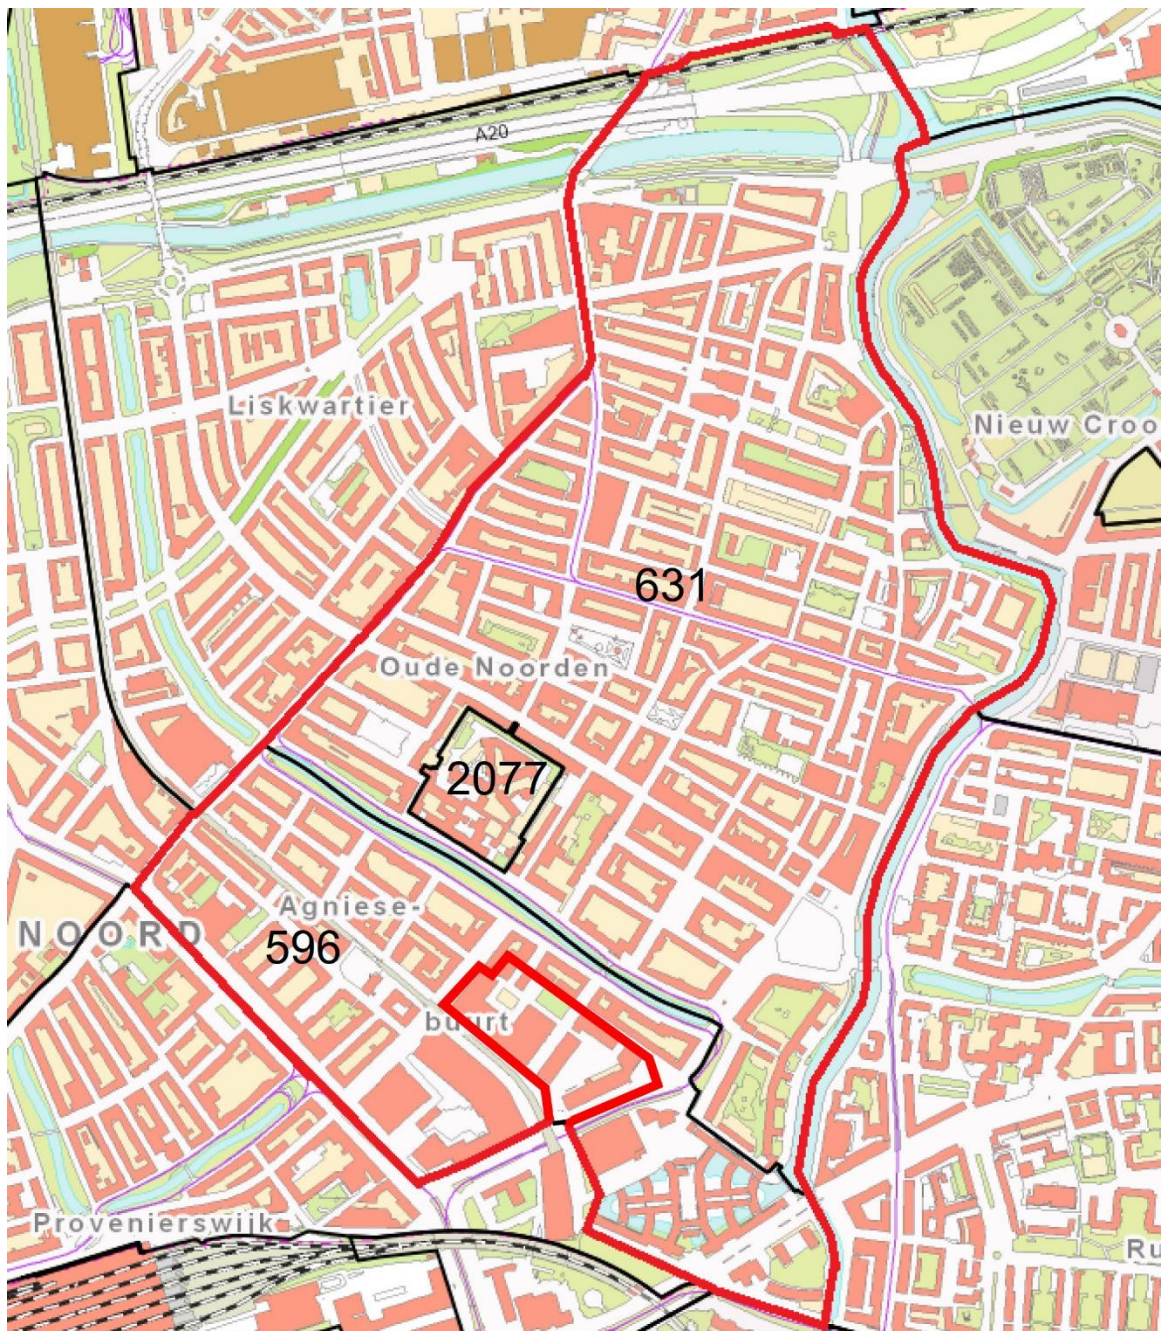 A20
Liskwartier
Nieuw Croo
631
Oude Noorden
2077
Agniese-
NOORD
596
buurt
Provenierswijk
Ru